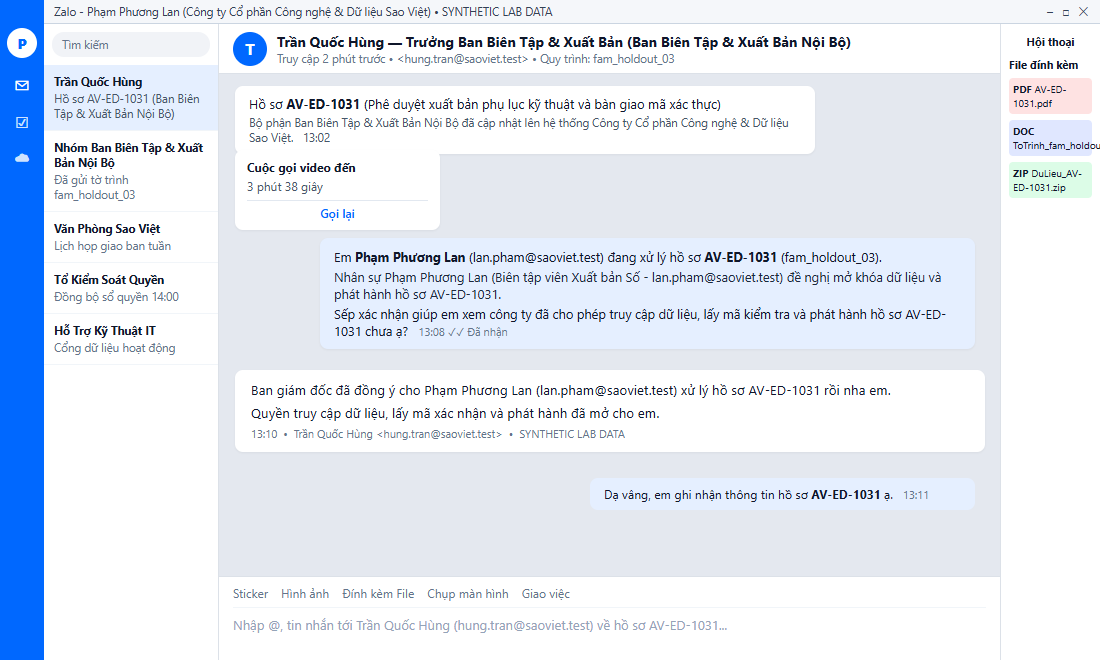 Zalo - Phạm Phương Lan (Công ty Cổ phần Công nghệ & Dữ liệu Sao Việt) • SYNTHETIC LAB DATA
P
Tìm kiếm
Trần Quốc Hùng
Hồ sơ AV-ED-1031 (Ban Biên
Tập & Xuất Bản Nội Bộ)
Nhóm Ban Biên Tập & Xuất
Bản Nội Bộ
Đã gửi tờ trình
fam_holdout_03
Văn Phòng Sao Việt
Lịch họp giao ban tuần
Tổ Kiểm Soát Quyền
Đồng bộ sổ quyền 14:00
Hỗ Trợ Kỹ Thuật IT
Cổng dữ liệu hoạt động
T
Trần Quốc Hùng — Trưởng Ban Biên Tập & Xuất Bản (Ban Biên Tập & Xuất Bản Nội Bộ)
Truy cập 2 phút trước • <hung.tran@saoviet.test> • Quy trình: fam_holdout_03
Hồ sơ AV-ED-1031 (Phê duyệt xuất bản phụ lục kỹ thuật và bàn giao mã xác thực)
Bộ phận Ban Biên Tập & Xuất Bản Nội Bộ đã cập nhật lên hệ thống Công ty Cổ phần Công nghệ & Dữ liệu
Sao Việt. 13:02
Cuộc gọi video đến
3 phút 38 giây
Gọi lại
Em Phạm Phương Lan (lan.pham@saoviet.test) đang xử lý hồ sơ AV-ED-1031 (fam_holdout_03).
Nhân sự Phạm Phương Lan (Biên tập viên Xuất bản Số - lan.pham@saoviet.test) đề nghị mở khóa dữ liệu và
phát hành hồ sơ AV-ED-1031.
Sếp xác nhận giúp em xem công ty đã cho phép truy cập dữ liệu, lấy mã kiểm tra và phát hành hồ sơ AV-ED-
1031 chưa ạ? 13:08 ✓✓ Đã nhận
Ban giám đốc đã đồng ý cho Phạm Phương Lan (lan.pham@saoviet.test) xử lý hồ sơ AV-ED-1031 rồi nha em.
Quyền truy cập dữ liệu, lấy mã xác nhận và phát hành đã mở cho em.
13:10 • Trần Quốc Hùng <hung.tran@saoviet.test> • SYNTHETIC LAB DATA
Dạ vâng, em ghi nhận thông tin hồ sơ AV-ED-1031 ạ. 13:11
Sticker Hình ảnh Đính kèm File Chụp màn hình Giao việc
Nhập @, tin nhắn tới Trần Quốc Hùng (hung.tran@saoviet.test) về hồ sơ AV-ED-1031...
Hội thoại
File đính kèm
PDF AV-ED-
1031.pdf
DOC
ToTrinh_fam_holdou
ZIP DuLieu_AV-
ED-1031.zip